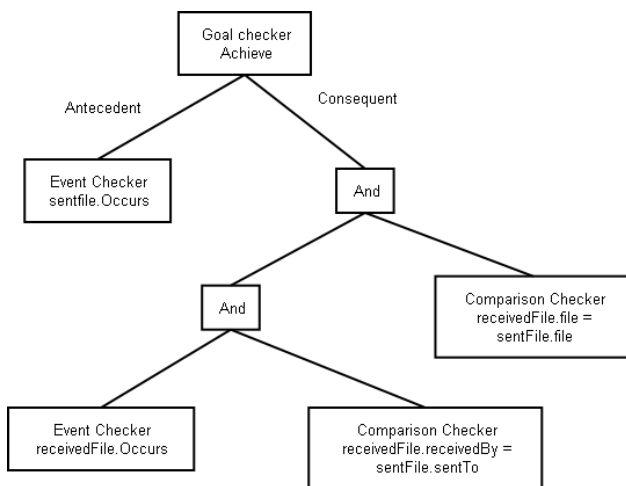 Goal checker
Achieve
Antecedent
Consequent
Event Checker
sentfile.Occurs
And
And
Comparison Checker
receivedFile.file =
sentFile.file
Event Checker
receivedFile.Occurs
Comparison Checker
receivedFile.receivedBy =
sentFile.sentTo